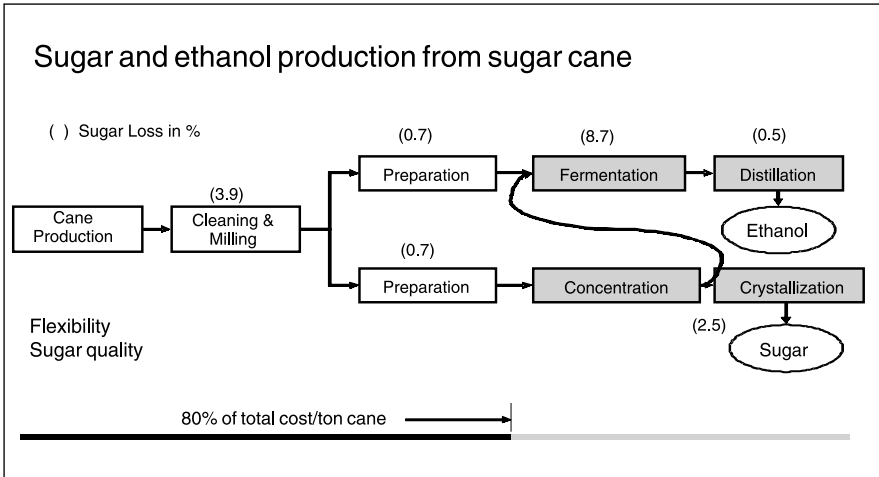 Sugar and ethanol production from sugar cane
( ) Sugar Loss in %
(0.7)
(8.7)
(0.5)
Preparation
Fermentation
Distillation
(3.9)
Cane
Production
Cleaning &
Milling
Ethanol
(0.7)
Preparation
Concentration
Crystallization
(2.5)
Flexibility
Sugar quality
Sugar
80% of total cost/ton cane